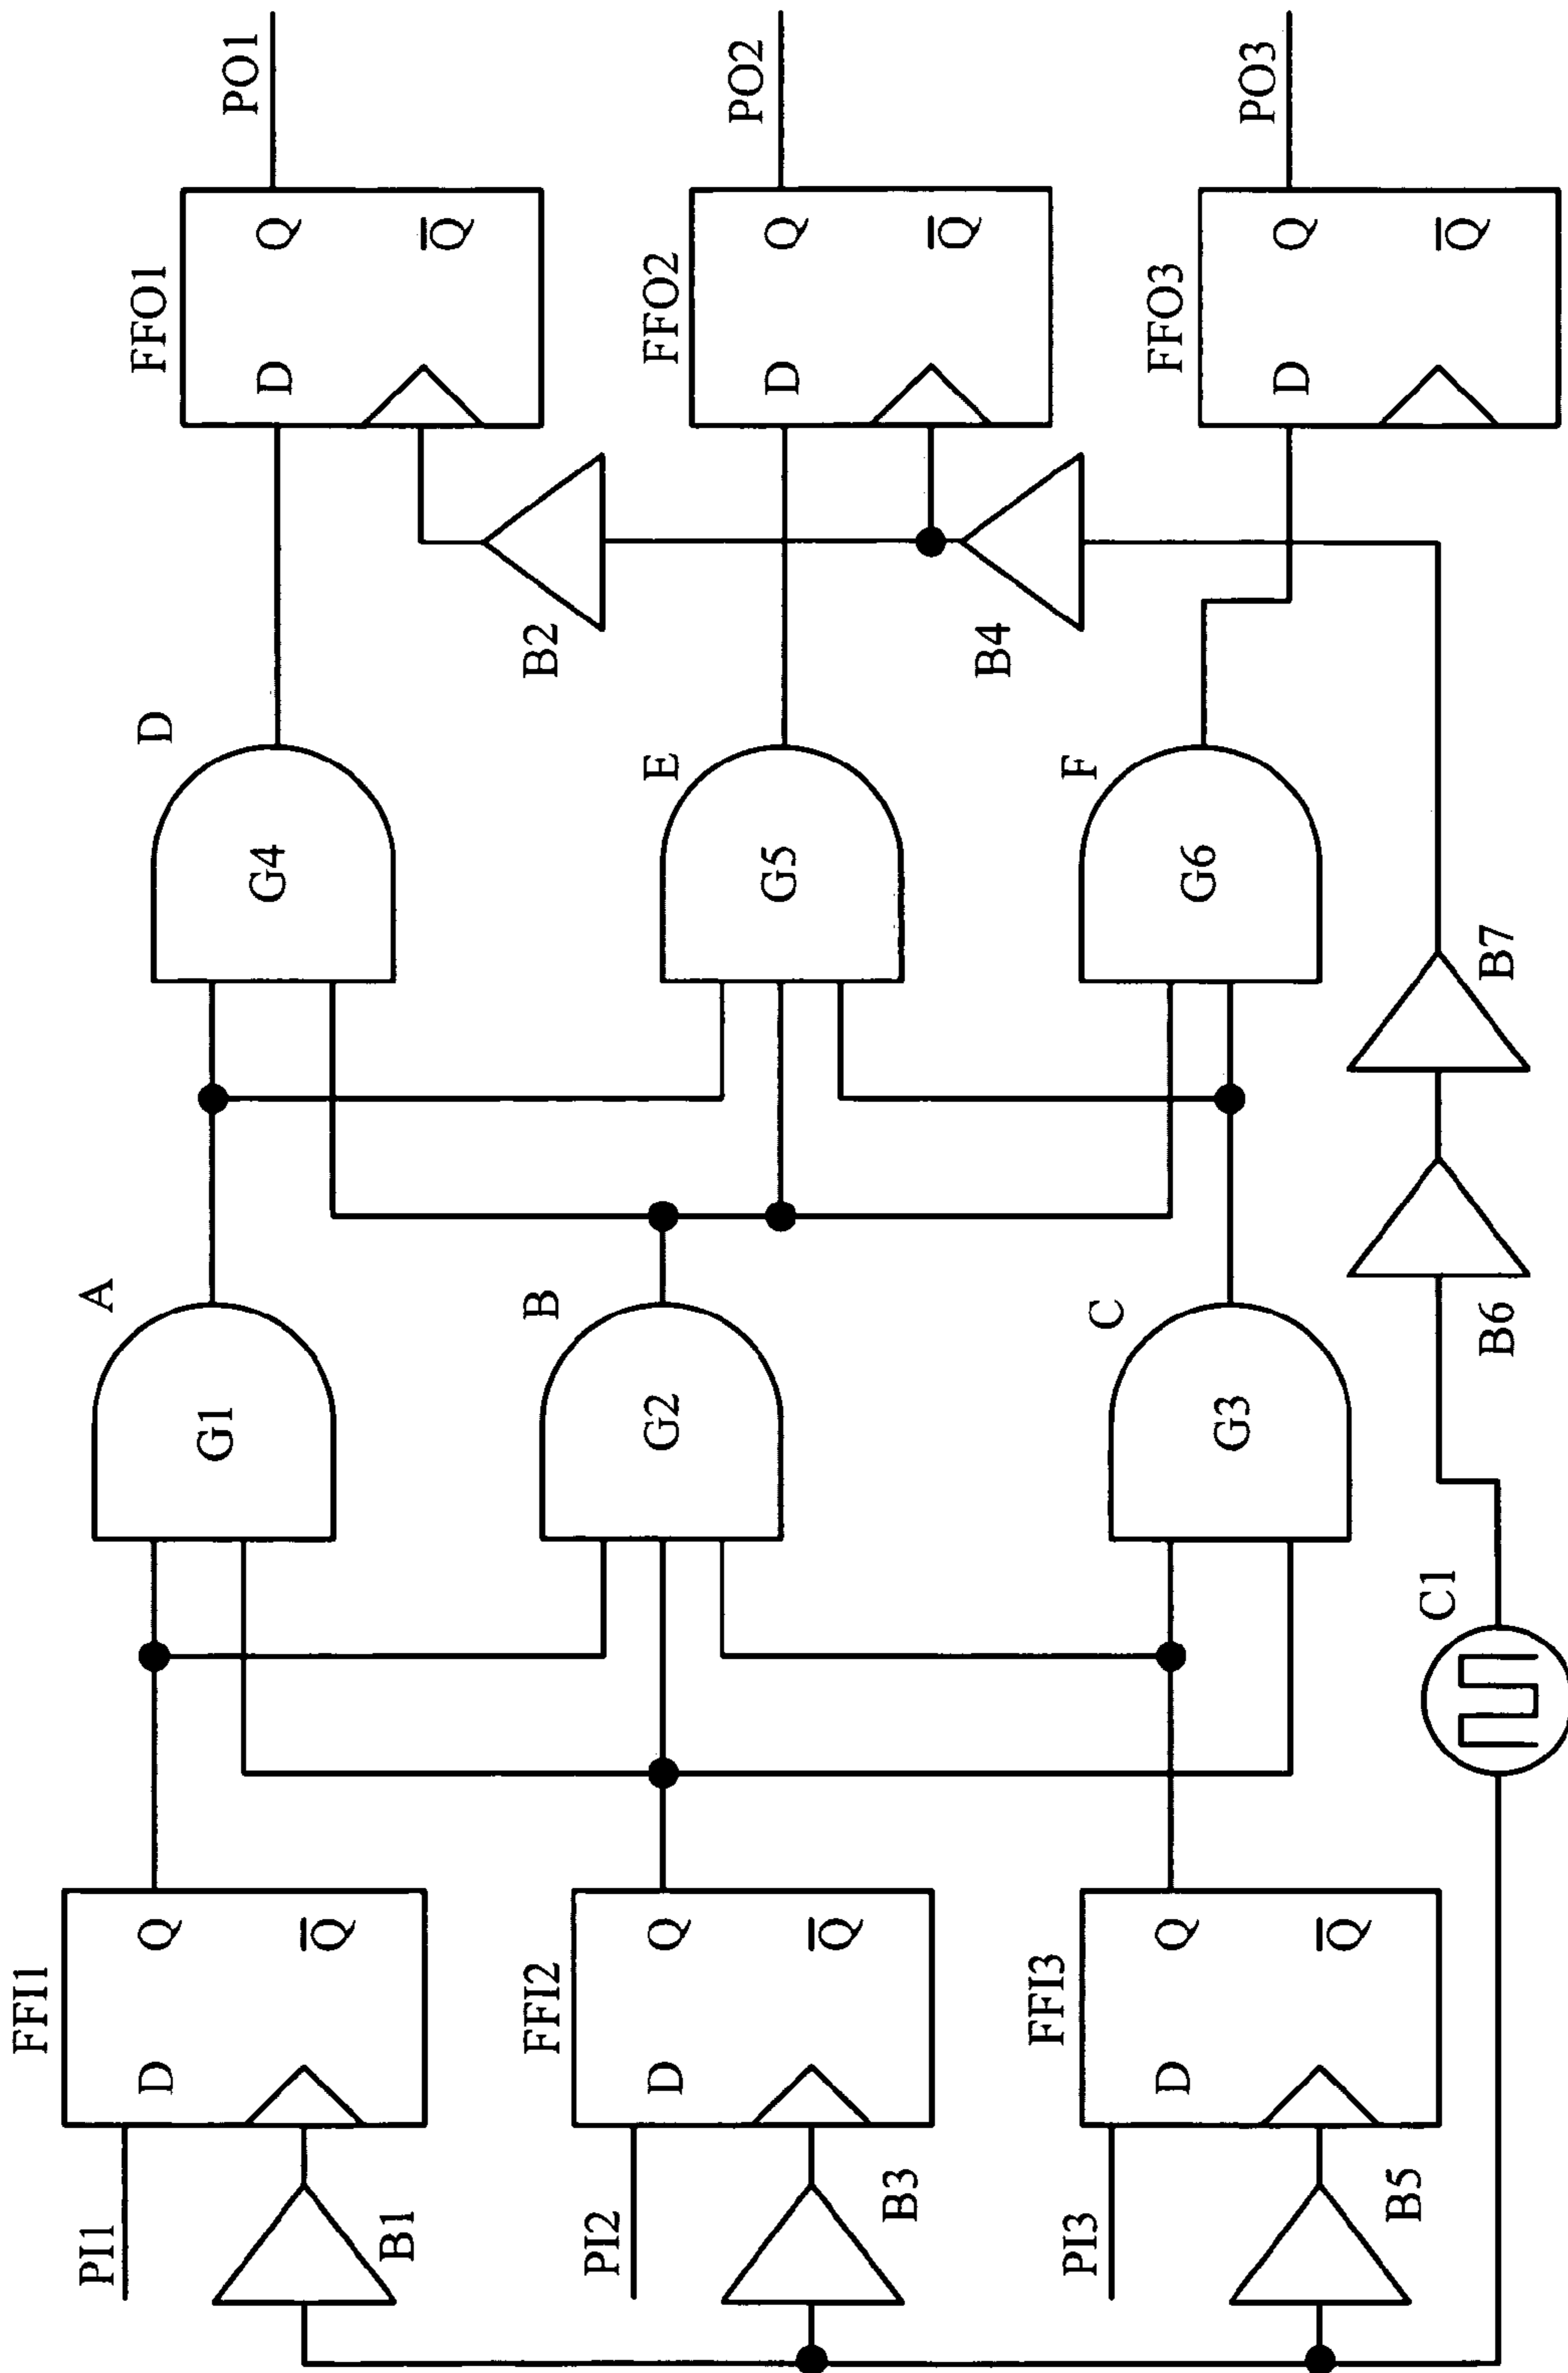 FFI1
PI1
D
Q
Q
B1
FFI2
PI2
D
Q
Q
B3
FFI3
PI3
D
Q
Q
B5
C1
A
G1
B
G2
C
G3
B6
B7
D
G4
E
G5
F
G6
B2
B4
FFO1
D
Q
Q
PO1
FFO2
D
Q
Q
PO2
FFO3
D
Q
Q
PO3